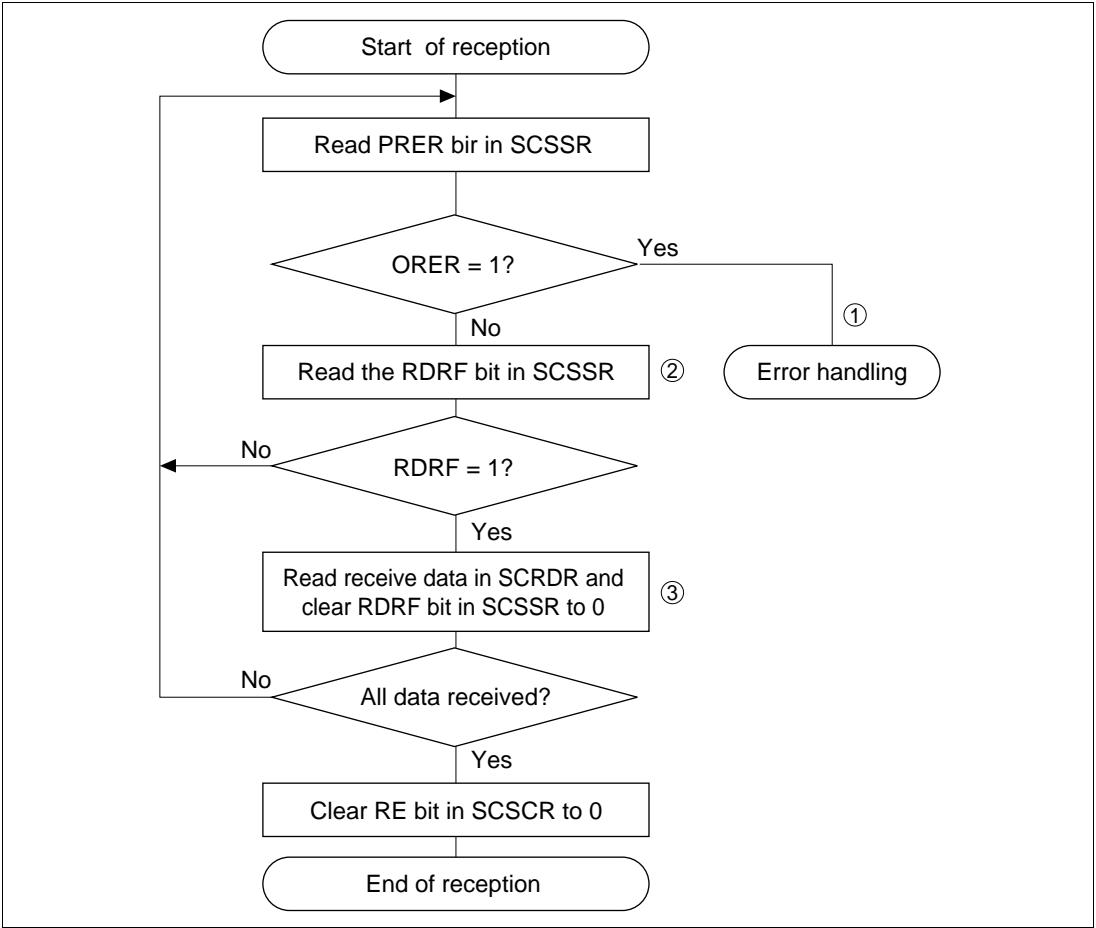 Start of reception
Read PRER bir in SCSSR
ORER = 1?
Yes
①
No
Read the RDRF bit in SCSSR
②
Error handling
No
RDRF = 1?
Yes
Read receive data in SCRDR and
clear RDRF bit in SCSSR to 0
③
No
All data received?
Yes
Clear RE bit in SCSCR to 0
End of reception